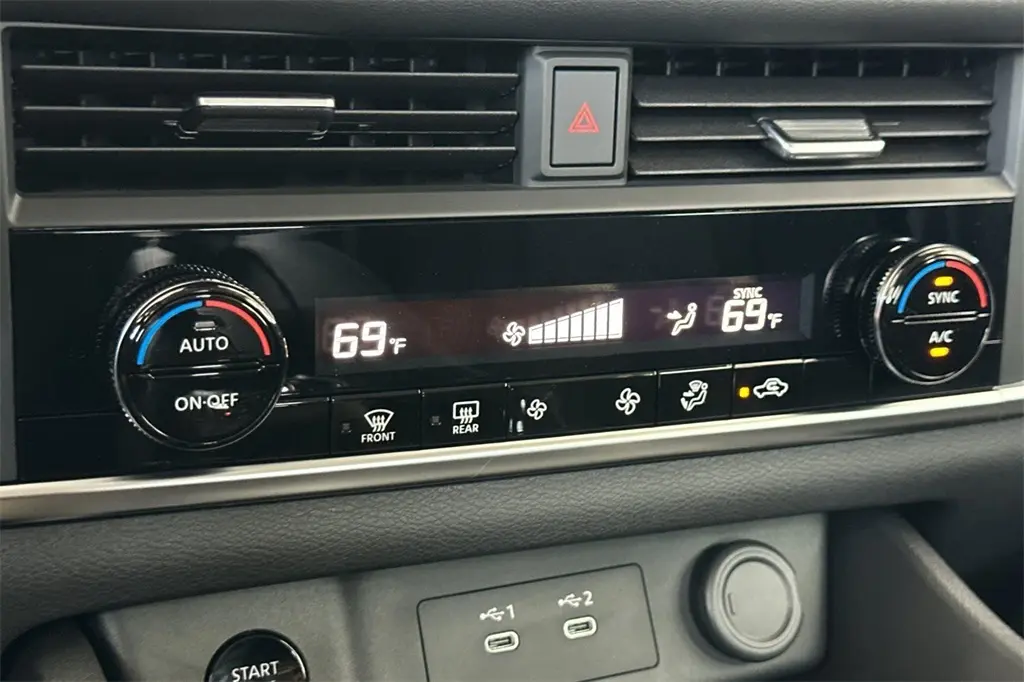 AUTO
ON·OFF
69°F
SYNC
69°F
SYNC
A/C
FRONT
REAR
1
2
START